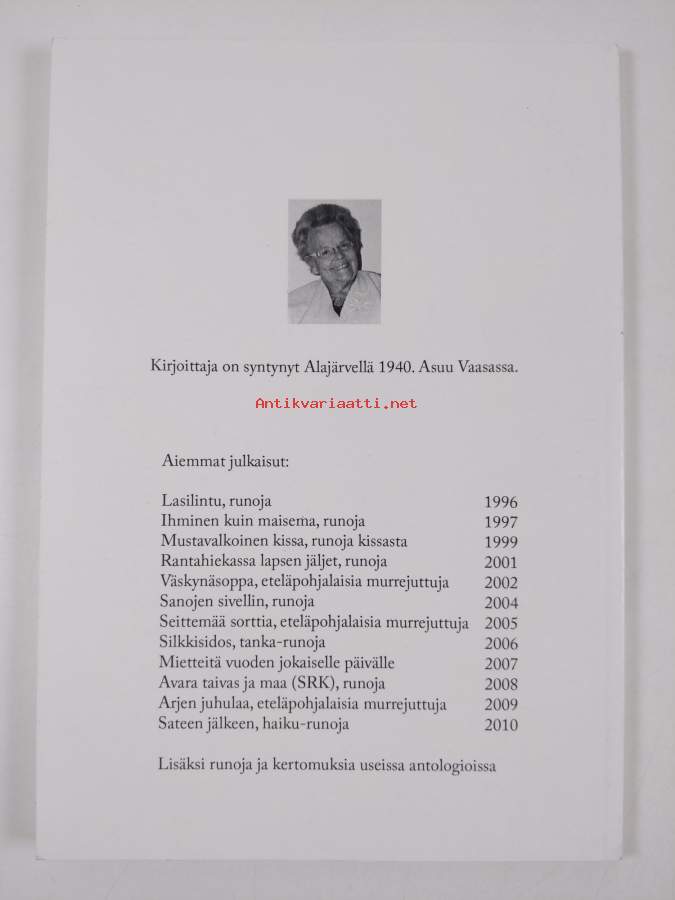 Kirjoittaja on syntynyt Alajärvellä 1940. Asuu Vaasassa.
Antikvariaatti.net
Aiemmat julkaisut:
Lasilintu, runoja 1996
Ihminen kuin maisema, runoja 1997
Mustavalkoinen kissa, runoja kissasta 1999
Rantahiekassa lapsen jäljet, runoja 2001
Väskynäsoppa, eteläpohjalaisia murrejuttuja 2002
Sanojen sivellin, runoja 2004
Seittemää sorttia, eteläpohjalaisia murrejuttuja 2005
Silkkisidos, tanka-runoja 2006
Mietteitä vuoden jokaiselle päivälle 2007
Avara taivas ja maa (SRK), runoja 2008
Arjen juhulaa, eteläpohjalaisia murrejuttuja 2009
Sateen jälkeen, haiku-runoja 2010
Lisäksi runoja ja kertomuksia useissa antologioissa